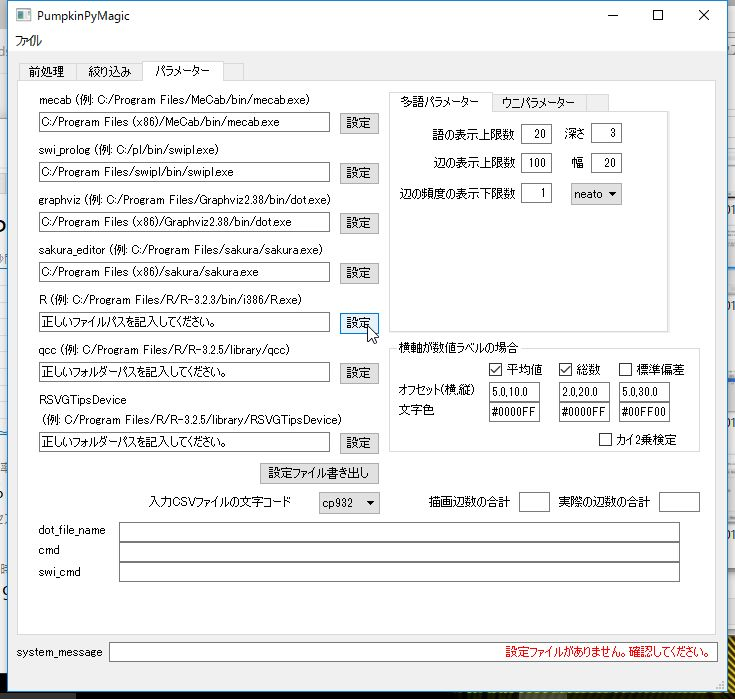 PumpkinPyMagic
ファイル
前処理 絞り込み パラメーター
mecab (例: C:/Program Files/MeCab/bin/mecab.exe)
C:/Program Files (x86)/MeCab/bin/mecab.exe 設定
swi_prolog (例: C:/pl/bin/swipl.exe)
C:/Program Files/swipl/bin/swipl.exe 設定
graphviz (例: C:/Program Files/Graphviz2.38/bin/dot.exe)
C:/Program Files (x86)/Graphviz2.38/bin/dot.exe 設定
sakura_editor (例: C:/Program Files/sakura/sakura.exe)
C:/Program Files (x86)/sakura/sakura.exe 設定
R (例: C:/Program Files/R/R-3.2.3/bin/i386/R.exe)
正しいファイルパスを記入してください。 設定
qcc (例: C/Program Files/R/R-3.2.5/library/qcc)
正しいフォルダーパスを記入してください。 設定
RSVGTipsDevice
(例: C/Program Files/R/R-3.2.5/library/RSVGTipsDevice)
正しいフォルダーパスを記入してください。 設定
設定ファイル書き出し
多語パラメーター ウニパラメーター
語の表示上限数 20 深さ 3
辺の表示上限数 100 幅 20
辺の頻度の表示下限数 1 neato
横軸が数値ラベルの場合
平均値 総数 標準偏差
オフセット(横,縦) 5.0,10.0 2.0,20.0 5.0,30.0
文字色 #0000FF #0000FF #00FF00
カイ2乗検定
入力CSVファイルの文字コード cp932 描画辺数の合計 実際の辺数の合計
dot_file_name
cmd
swi_cmd
system_message 設定ファイルがありません。確認してください。